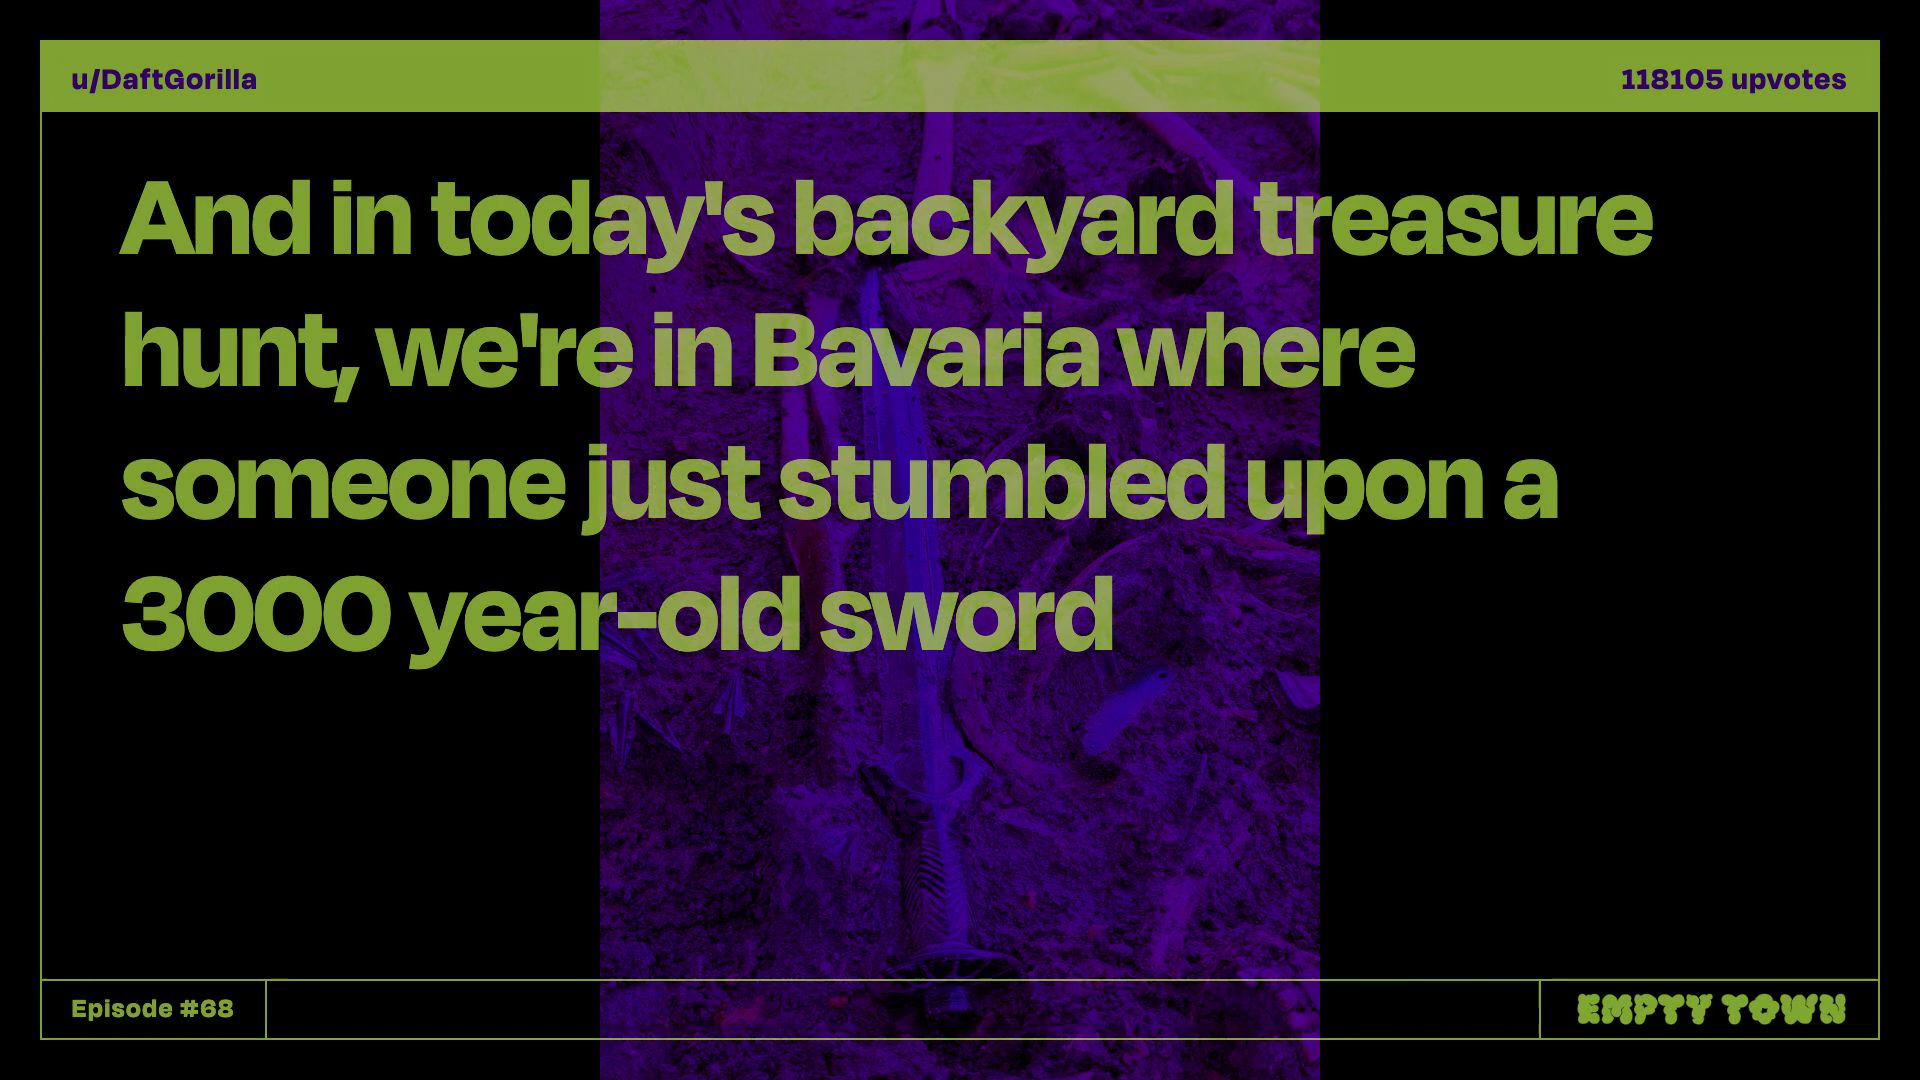 u/DaftGorilla
118105 upvotes
And in today's backyard treasure
hunt, we're in Bavaria where
someone just stumbled upon a
3000 year-old sword
Episode #68
EMPTY TOWN